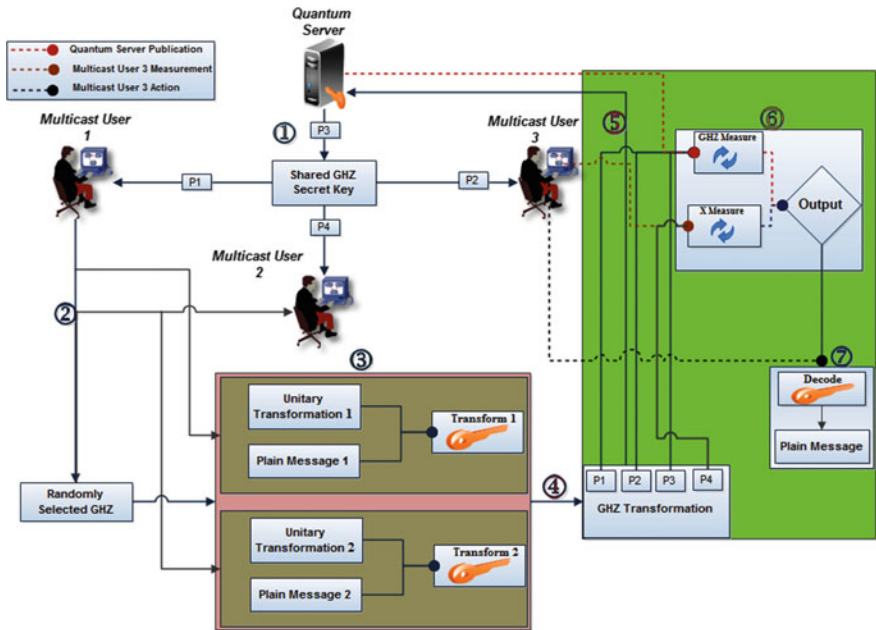 Quantum
Server
Quantum Server Publication
Multicast User 3 Measurement
Multicast User 3 Action
Multicast User
1
①
P3
Multicast User
3
⑤
⑥
GHZ Measure
P1
Shared GHZ
Secret Key
P2
X Measure
Output
P4
Multicast User
2
②
③
⑦
Unitary
Transformation 1
Transform 1
Plain Message 1
Decode
Plain Message
Randomly
Selected GHZ
④
P1
P2
P3
P4
GHZ Transformation
Unitary
Transformation 2
Transform 2
Plain Message 2